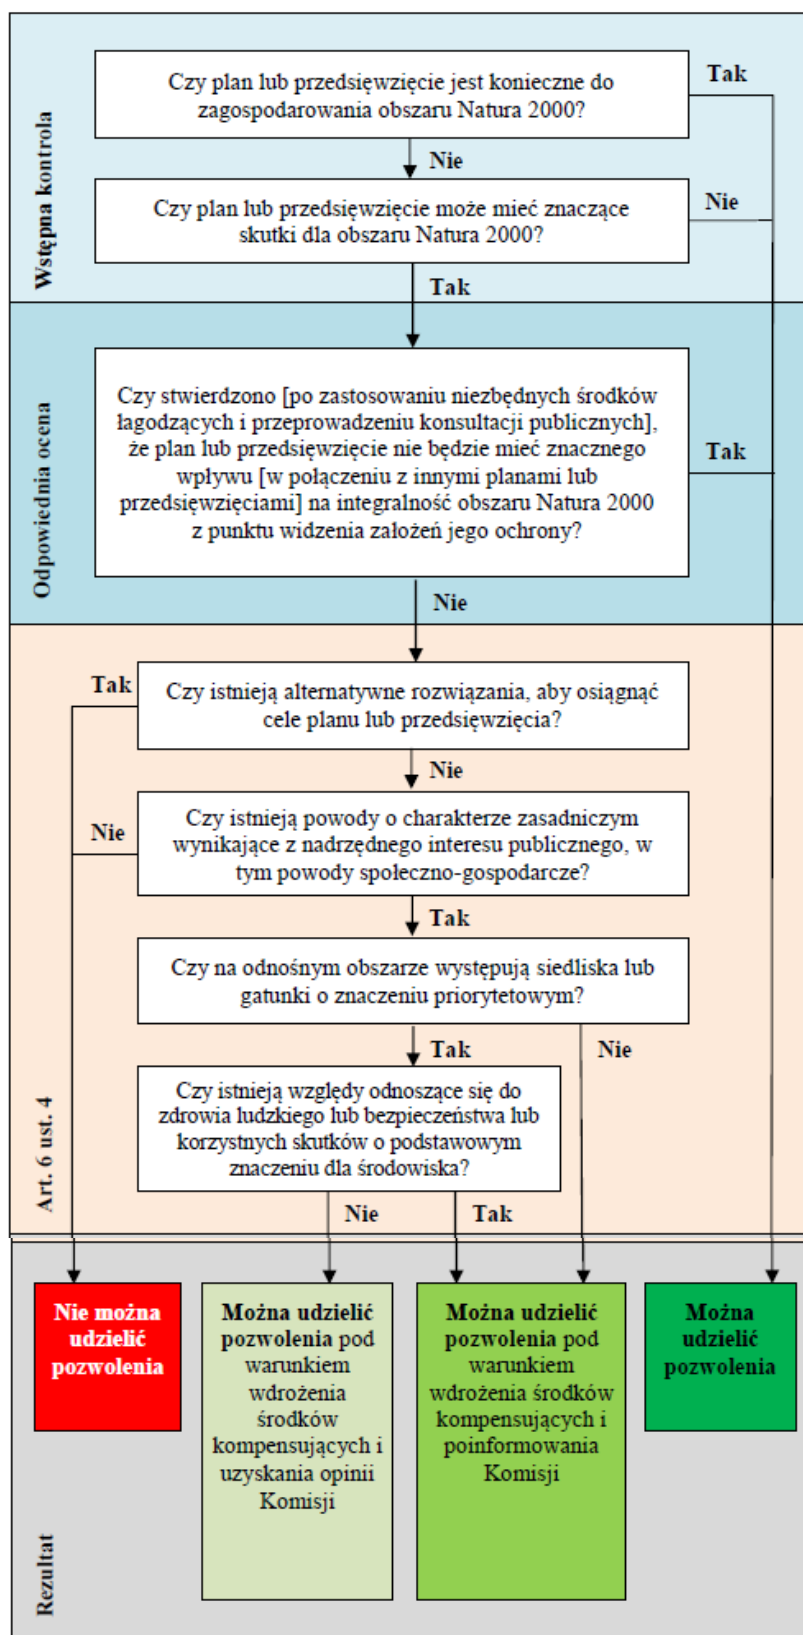 Wstępna kontrola
Czy plan lub przedsięwzięcie jest konieczne do
zagospodarowania obszaru Natura 2000?
Tak
Nie
Czy plan lub przedsięwzięcie może mieć znaczące
skutki dla obszaru Natura 2000?
Nie
Tak
Odpowiednia ocena
Czy stwierdzono [po zastosowaniu niezbędnych środków
łagodzących i przeprowadzeniu konsultacji publicznych],
że plan lub przedsięwzięcie nie będzie mieć znacznego
wpływu [w połączeniu z innymi planami lub
przedsięwzięciami] na integralność obszaru Natura 2000
z punktu widzenia założeń jego ochrony?
Tak
Nie
Art. 6 ust. 4
Tak
Czy istnieją alternatywne rozwiązania, aby osiągnąć
cele planu lub przedsięwzięcia?
Nie
Nie
Czy istnieją powody o charakterze zasadniczym
wynikające z nadrzędnego interesu publicznego, w
tym powody społeczno-gospodarcze?
Tak
Czy na odnośnym obszarze występują siedliska lub
gatunki o znaczeniu priorytetowym?
Tak
Nie
Czy istnieją względy odnoszące się do
zdrowia ludzkiego lub bezpieczeństwa lub
korzystnych skutków o podstawowym
znaczeniu dla środowiska?
Nie
Tak
Rezultat
Nie można
udzielić
pozwolenia
Można udzielić
pozwolenia pod
warunkiem
wdrożenia
środków
kompensujących i
uzyskania opinii
Komisji
Można udzielić
pozwolenia pod
warunkiem
wdrożenia środków
kompensujących i
poinformowania
Komisji
Można
udzielić
pozwolenia